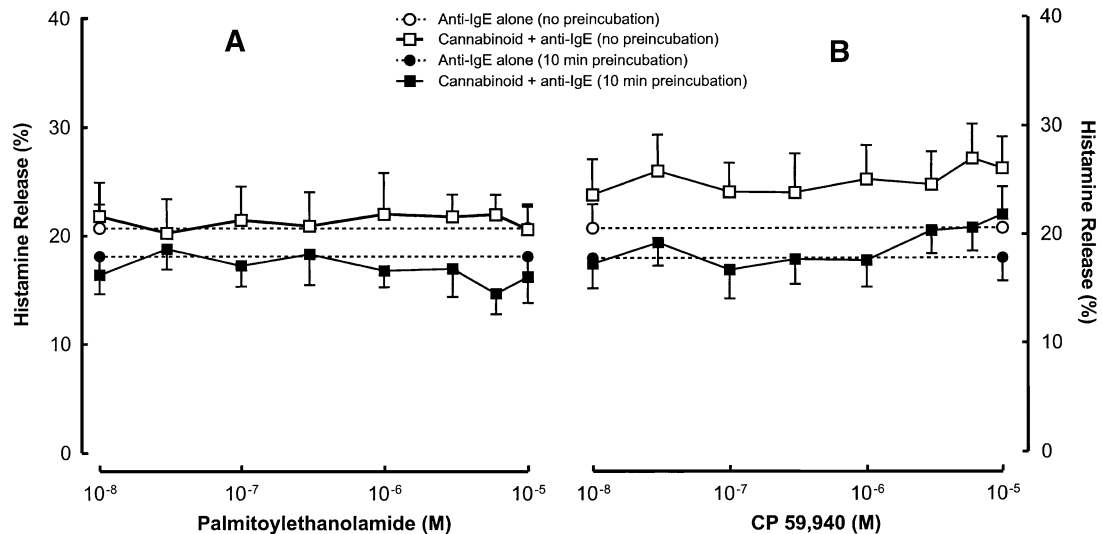 A
Anti-IgE alone (no preincubation)
Cannabinoid + anti-IgE (no preincubation)
Anti-IgE alone (10 min preincubation)
Cannabinoid + anti-IgE (10 min preincubation)
B
Histamine Release (%)
40
30
20
10
0
10-8
10-7
10-6
10-5
Palmitoylethanolamide (M)
10-8
10-7
10-6
10-5
CP 59,940 (M)
40
30
20
10
0
Histamine Release (%)